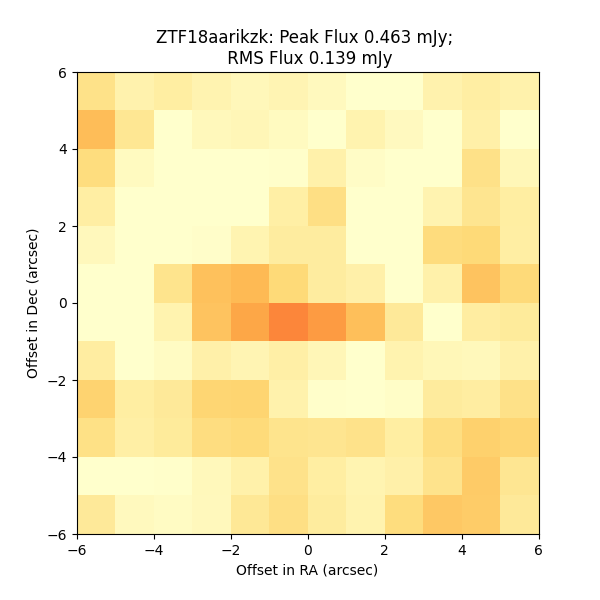 ZTF18aarikzk: Peak Flux 0.463 mJy;
RMS Flux 0.139 mJy
6
4
2
0
−2
−4
−6
Offset in Dec (arcsec)
−6 −4 −2 0 2 4 6
Offset in RA (arcsec)